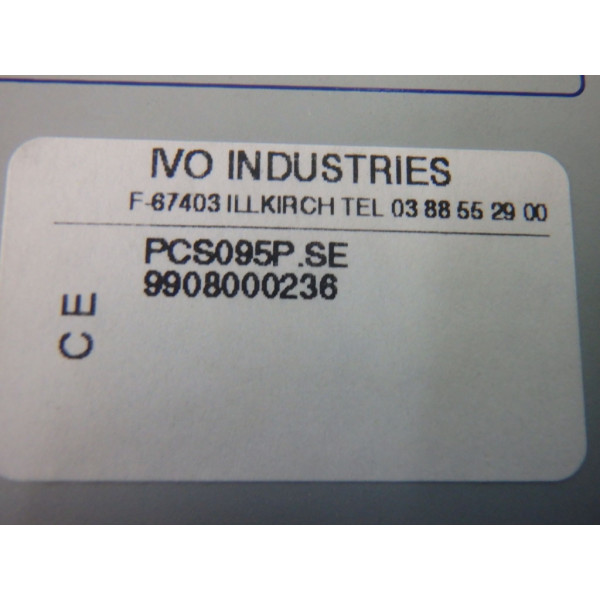 IVO INDUSTRIES
F-67403 ILLKIRCH TEL 03 88 55 29 00
PCS095P.SE
9908000236
CE